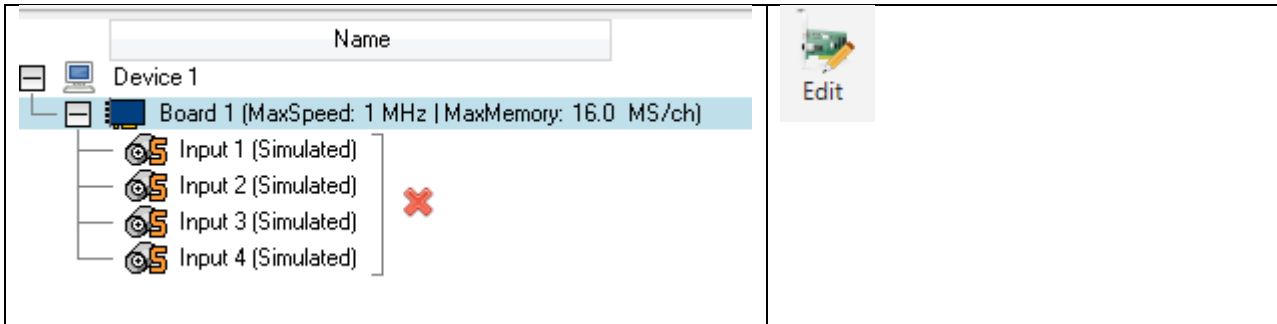 Name
Device 1
Board 1 (MaxSpeed: 1 MHz | MaxMemory: 16.0 MS/ch)
Input 1 (Simulated)
Input 2 (Simulated)
Input 3 (Simulated)
Input 4 (Simulated)
Edit